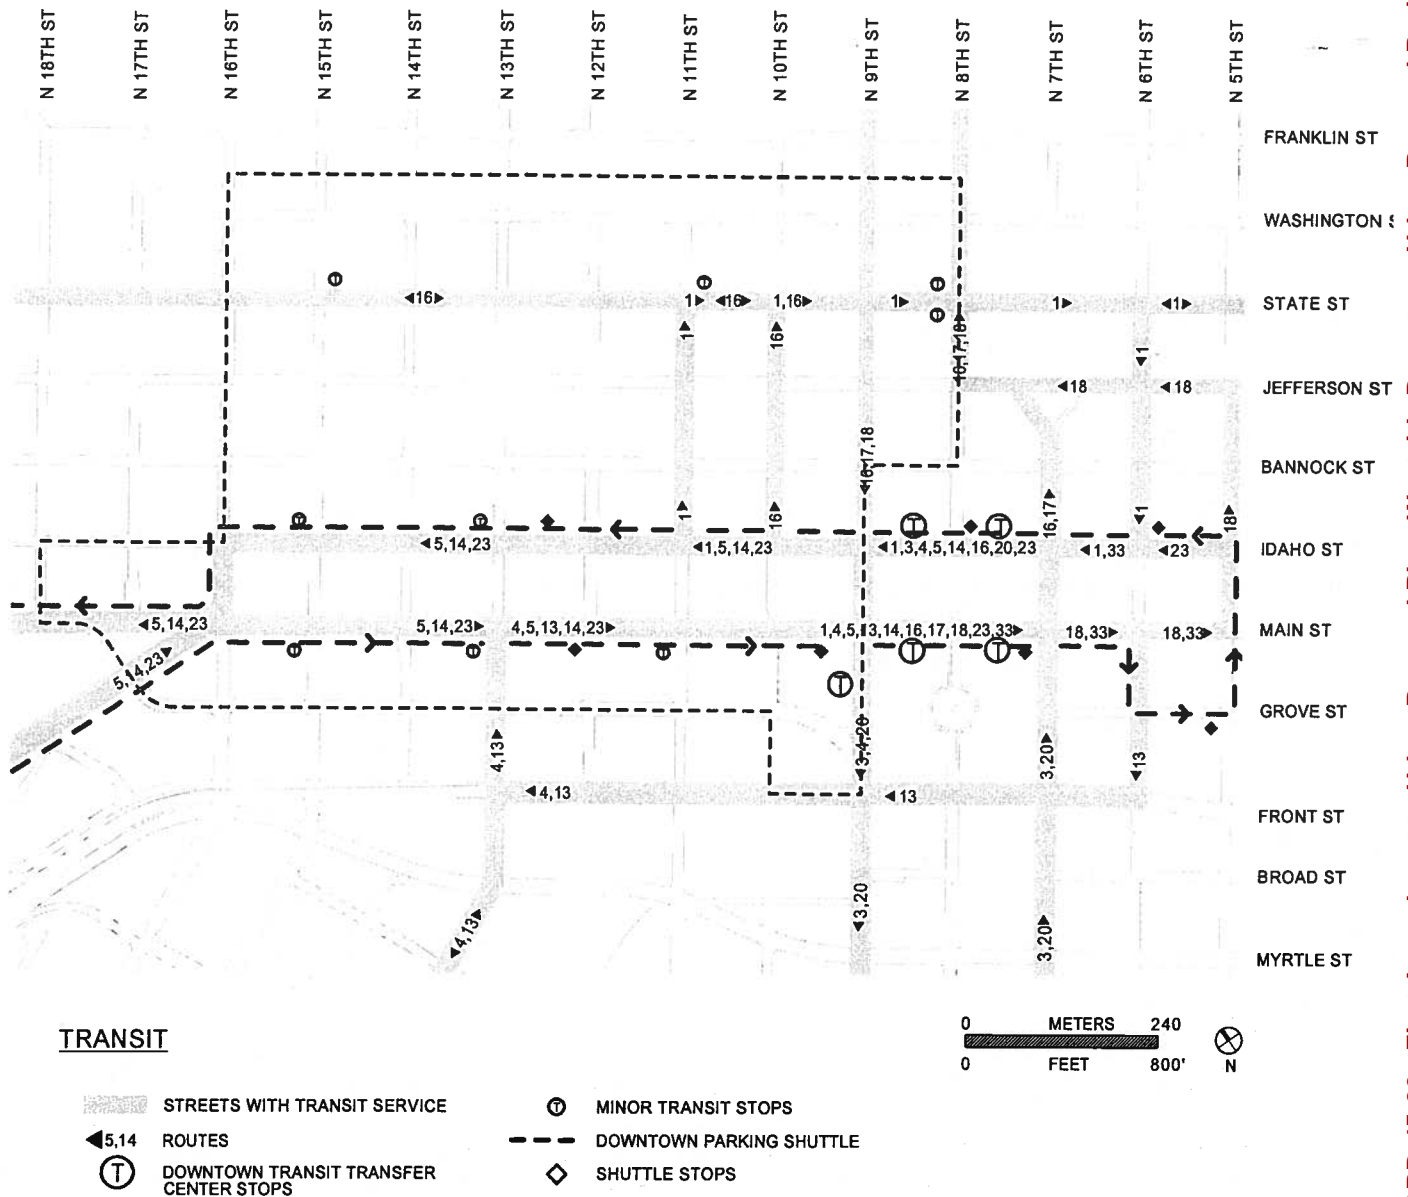 N 18TH ST
N 17TH ST
N 16TH ST
N 15TH ST
N 14TH ST
N 13TH ST
N 12TH ST
N 11TH ST
N 10TH ST
N 9TH ST
N 8TH ST
N 7TH ST
N 6TH ST
N 5TH ST
FRANKLIN ST
WASHINGTON
T
T
T
T
◄16►
1►
◄16►
1,16►
1►
1►
◄1►
STATE ST
1►
16►
◄1
◄18
◄18
JEFFERSON ST
16,17,18
BANNOCK ST
1►
16►
16,17►
◄1
18►
T
T
T
T
◄5,14,23
◄1,5,14,23
◄1,3,4,5,14,16,20,23
◄1,33
◄23
IDAHO ST
◄5,14,23
5,14,23►
4,5,13,14,23►
1,4,5,13,14,16,17,18,23,33►
18,33►
18,33►
MAIN ST
5,14,23►
T
T
T
T
T
T
GROVE ST
4,13►
3,4,20
3,20►
◄13
◄4,13
◄13
FRONT ST
BROAD ST
◄4,13►
◄3,20
3,20►
MYRTLE ST
TRANSIT
0 METERS 240
0 FEET 800'
N
STREETS WITH TRANSIT SERVICE
T MINOR TRANSIT STOPS
◄5,14 ROUTES
DOWNTOWN PARKING SHUTTLE
T DOWNTOWN TRANSIT TRANSFER
CENTER STOPS
SHUTTLE STOPS